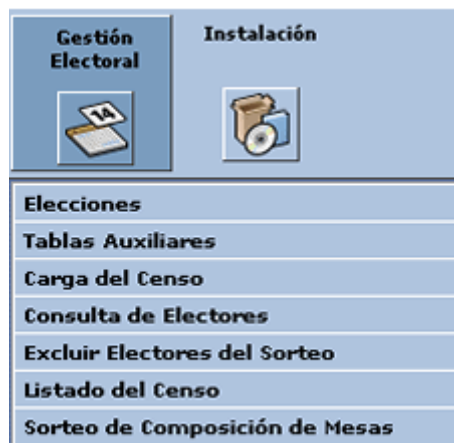 Gestión
Electoral
Instalación
14
Elecciones
Tablas Auxiliares
Carga del Censo
Consulta de Electores
Excluir Electores del Sorteo
Listado del Censo
Sorteo de Composición de Mesas